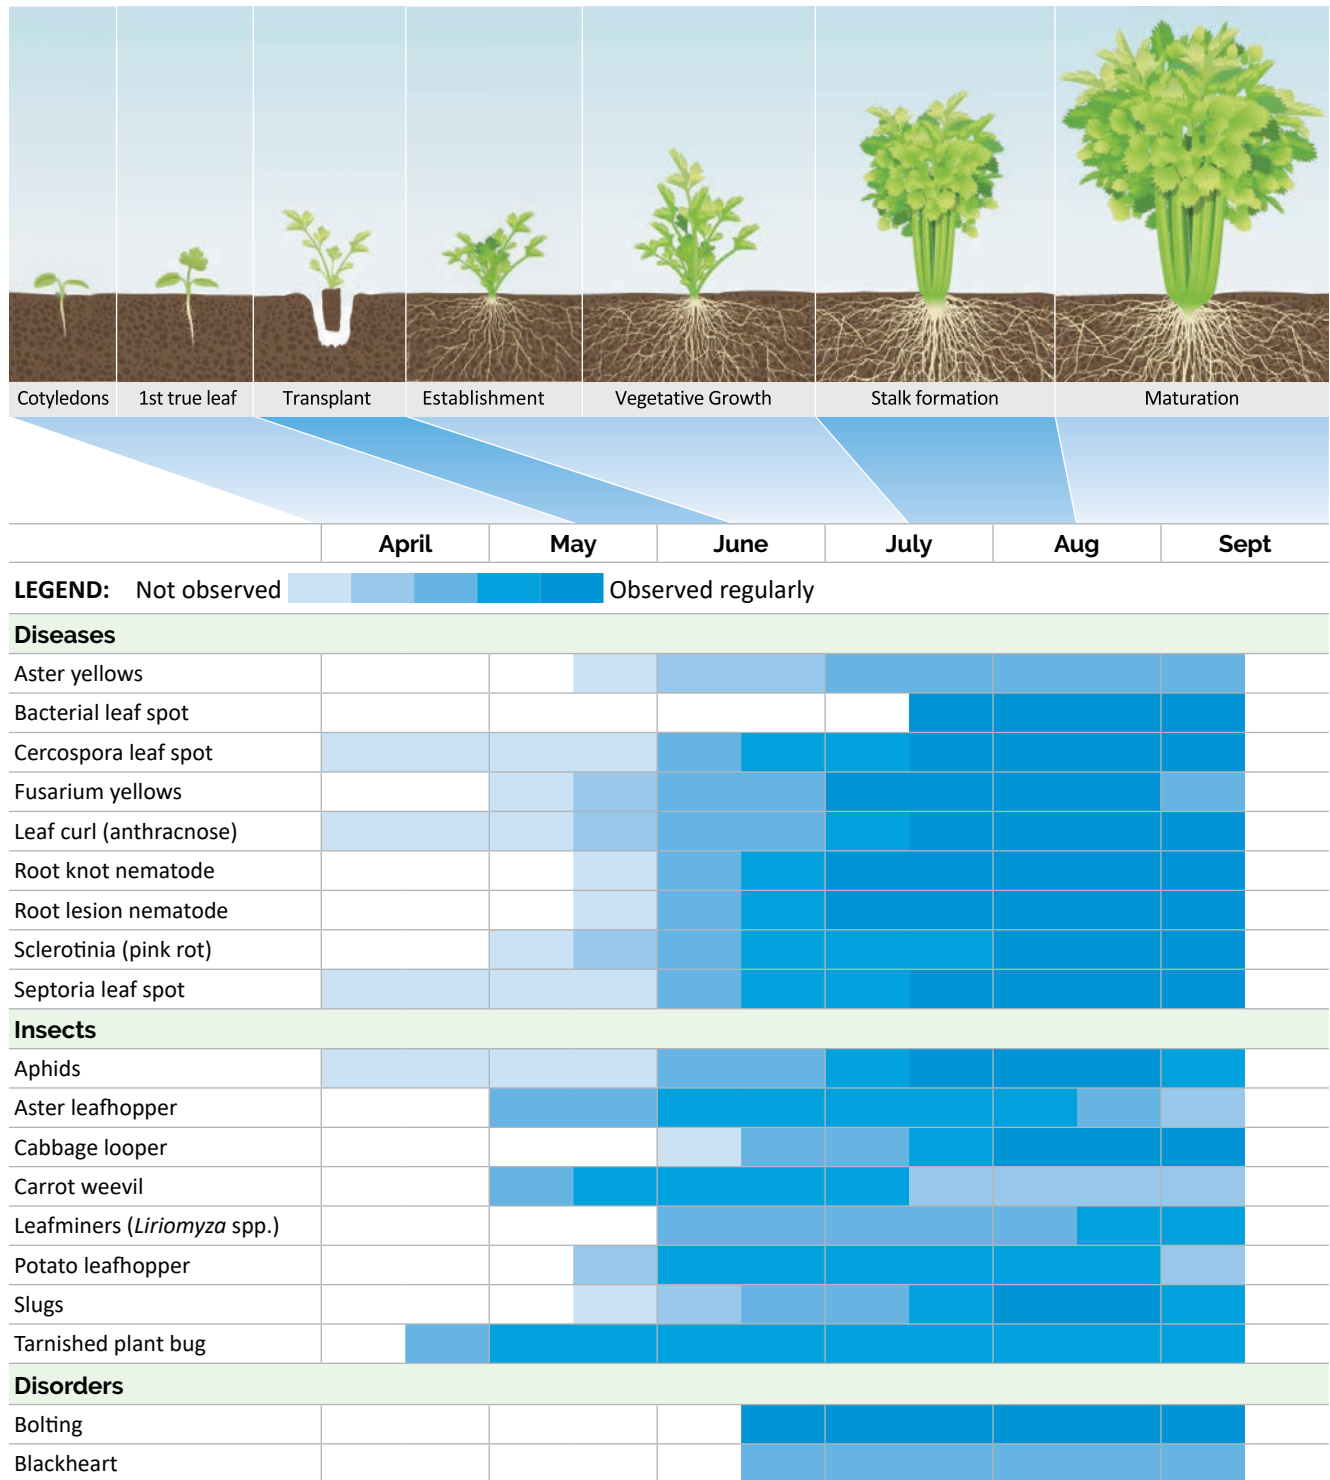 Cotyledons 1st true leaf Transplant Establishment Vegetative Growth Stalk formation Maturation
April May June July Aug Sept
LEGEND: Not observed Observed regularly
Diseases
Aster yellows
Bacterial leaf spot
Cercospora leaf spot
Fusarium yellows
Leaf curl (anthracnose)
Root knot nematode
Root lesion nematode
Sclerotinia (pink rot)
Septoria leaf spot
Insects
Aphids
Aster leafhopper
Cabbage looper
Carrot weevil
Leafminers (Liriomyza spp.)
Potato leafhopper
Slugs
Tarnished plant bug
Disorders
Bolting
Blackheart